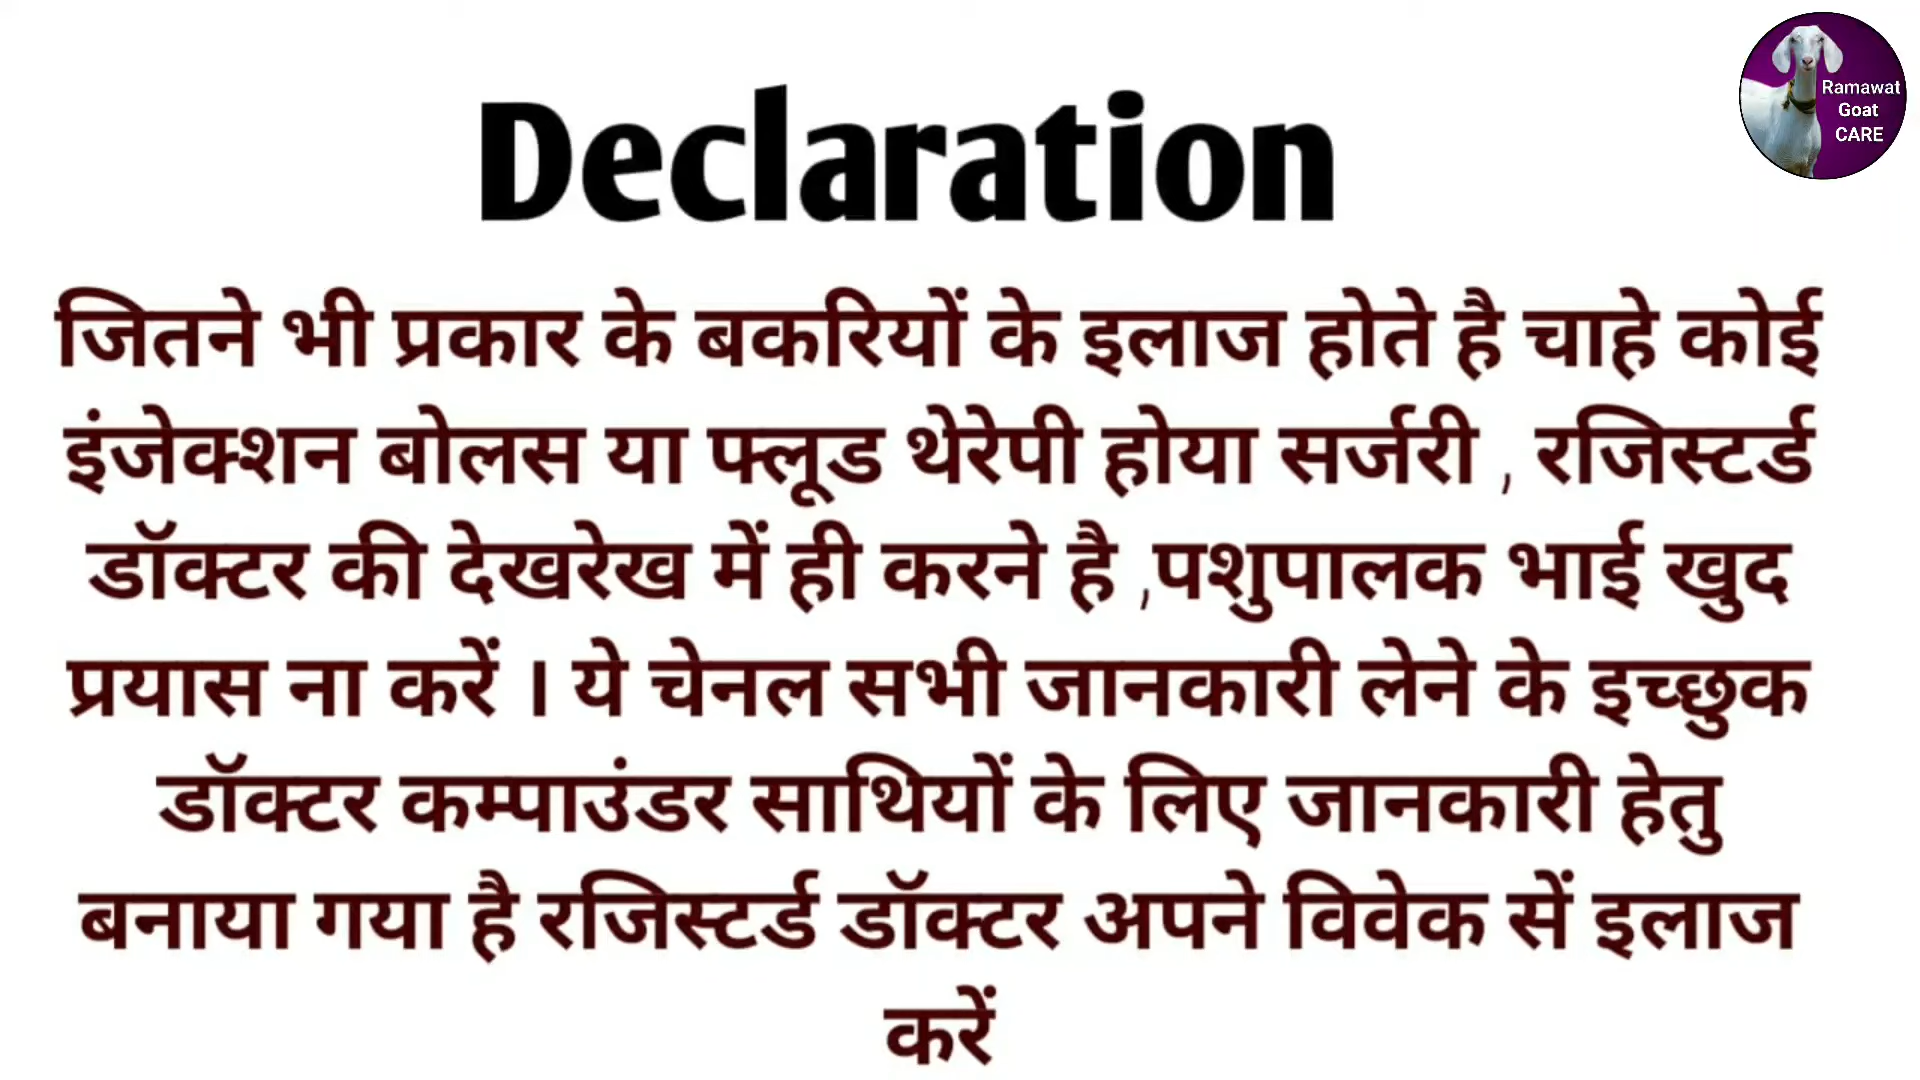 Ramawat
Goat
CARE
Declaration
जितने भी प्रकार के बकरियों के इलाज होते है चाहे कोई
इंजेक्शन बोलस या फ्लूड थेरेपी होया सर्जरी , रजिस्टर्ड
डॉक्टर की देखरेख में ही करने है ,पशुपालक भाई खुद
प्रयास ना करें । ये चेनल सभी जानकारी लेने के इच्छुक
डॉक्टर कम्पाउंडर साथियों के लिए जानकारी हेतु
बनाया गया है रजिस्टर्ड डॉक्टर अपने विवेक सें इलाज
करें